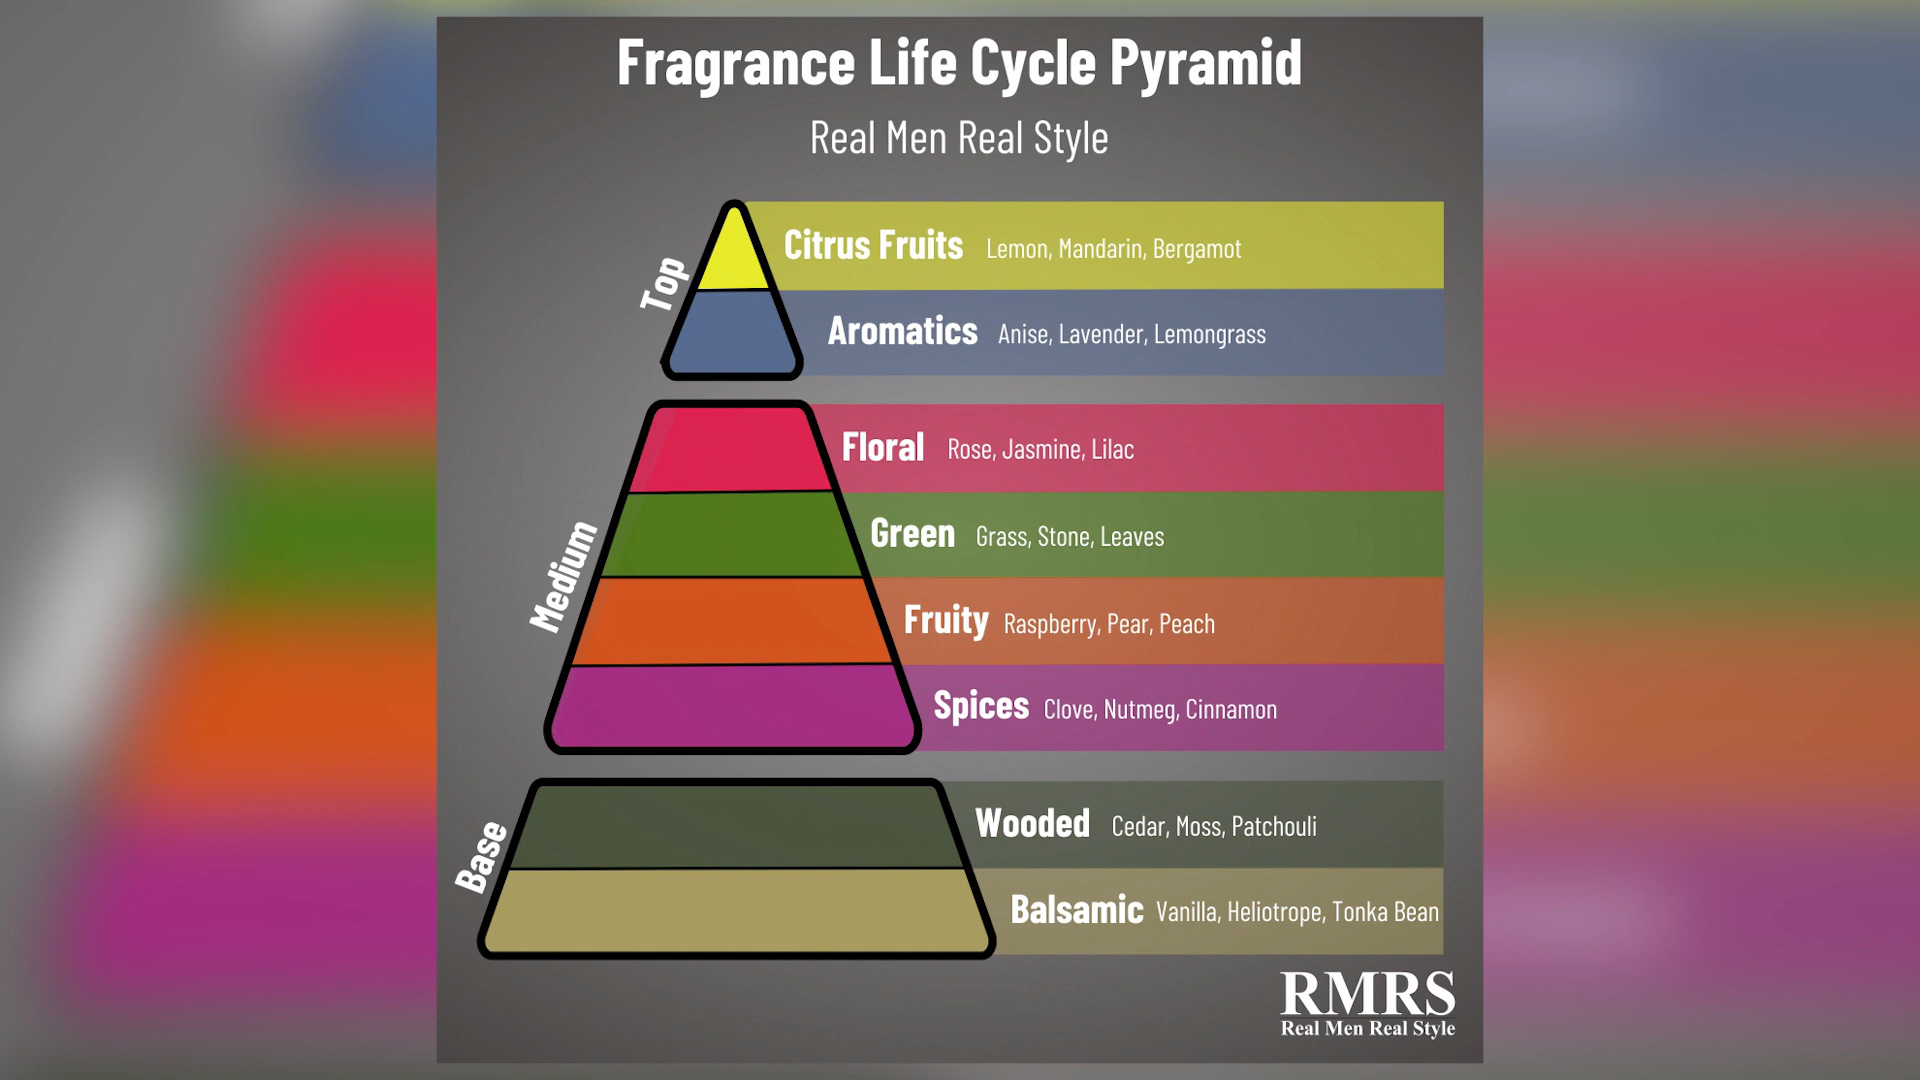 Fragrance Life Cycle Pyramid
Real Men Real Style
Top
Citrus Fruits Lemon, Mandarin, Bergamot
Aromatics Anise, Lavender, Lemongrass
Medium
Floral Rose, Jasmine, Lilac
Green Grass, Stone, Leaves
Fruity Raspberry, Pear, Peach
Spices Clove, Nutmeg, Cinnamon
Base
Wooded Cedar, Moss, Patchouli
Balsamic Vanilla, Heliotrope, Tonka Bean
RMRS
Real Men Real Style